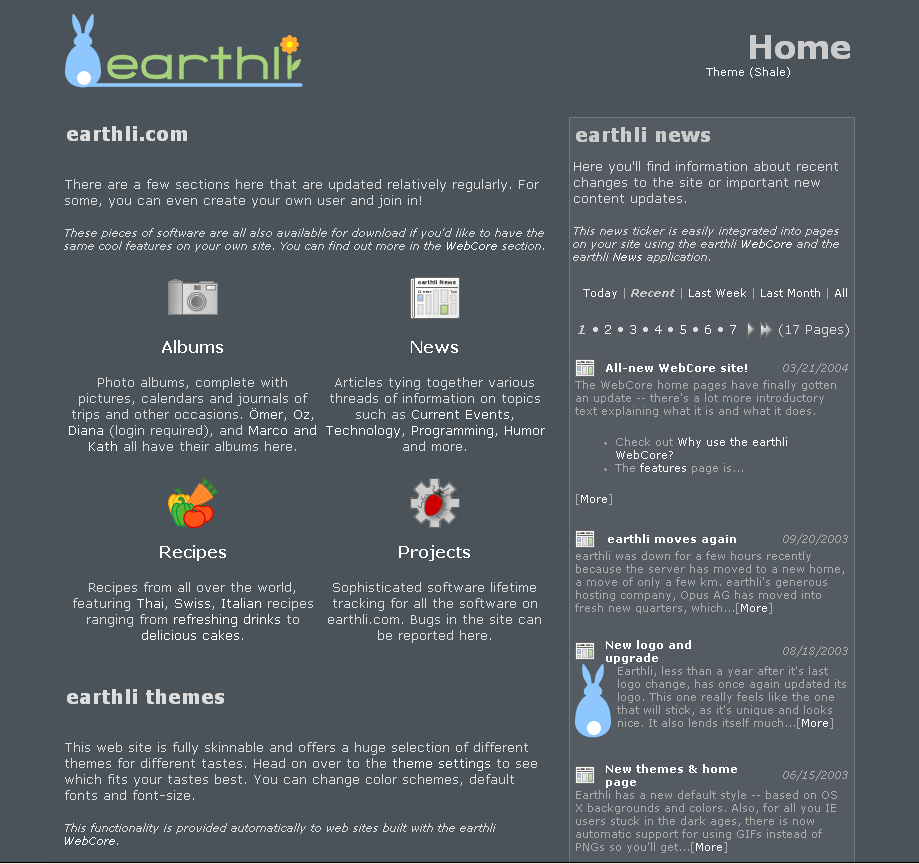 earthli
Home
Theme (Shale)
earthli.com
There are a few sections here that are updated relatively regularly. For
some, you can even create your own user and join in!
These pieces of software are all also available for download if you'd like to have the
same cool features on your own site. You can find out more in the WebCore section.
earthli News
Albums
News
Photo albums, complete with
pictures, calendars and journals of
trips and other occasions. Ömer, Oz,
Diana (login required), and Marco and
Kath all have their albums here.
Articles tying together various
threads of information on topics
such as Current Events,
Technology, Programming, Humor
and more.
Recipes
Projects
Recipes from all over the world,
featuring Thai, Swiss, Italian recipes
ranging from refreshing drinks to
delicious cakes.
Sophisticated software lifetime
tracking for all the software on
earthli.com. Bugs in the site can
be reported here.
earthli themes
This web site is fully skinnable and offers a huge selection of different
themes for different tastes. Head on over to the theme settings to see
which fits your tastes best. You can change color schemes, default
fonts and font-size.
This functionality is provided automatically to web sites built with the earthli
WebCore.
earthli news
Here you'll find information about recent
changes to the site or important new
content updates.
This news ticker is easily integrated into pages
on your site using the earthli WebCore and the
earthli News application.
Today | Recent | Last Week | Last Month | All
1 • 2 • 3 • 4 • 5 • 6 • 7 (17 Pages)
All-new WebCore site! 03/21/2004
The WebCore home pages have finally gotten
an update -- there's a lot more introductory
text explaining what it is and what it does.
• Check out Why use the earthli
WebCore?
• The features page is...
[More]
earthli moves again 09/20/2003
earthli was down for a few hours recently
because the server has moved to a new home,
a move of only a few km. earthli's generous
hosting company, Opus AG has moved into
fresh new quarters, which...[More]
New logo and
upgrade 08/18/2003
Earthli, less than a year after it's last
logo change, has once again updated its
logo. This one really feels like the one
that will stick, as it's unique and looks
nice. It also lends itself much...[More]
New themes & home
page 06/15/2003
Earthli has a new default style -- based on OS
X backgrounds and colors. Also, for all you IE
users stuck in the dark ages, there is now
automatic support for using GIFs instead of
PNGs so you'll get...[More]